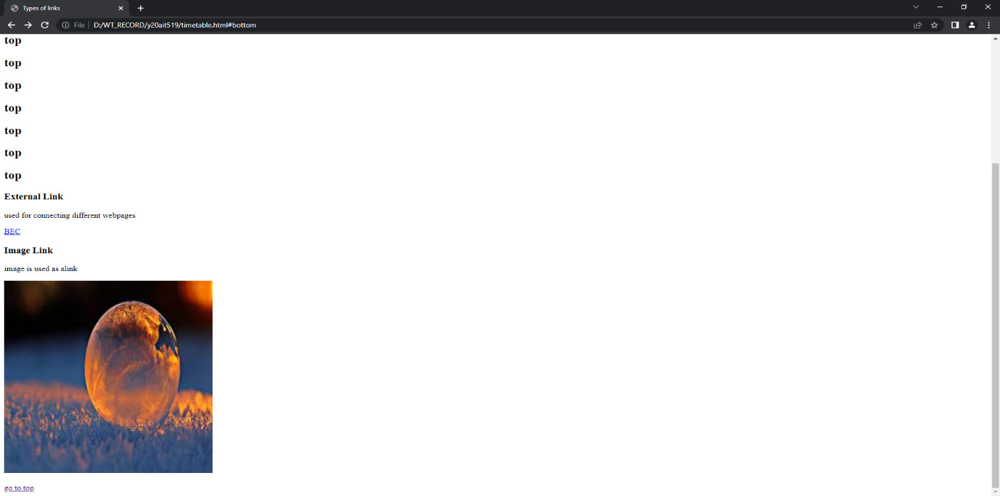 Types of links
File
D:/WT_RECORD/y20ait519/timetable.html#bottom
top
top
top
top
top
top
top
External Link
used for connecting different webpages
BEC
Image Link
image is used as alink
go to top